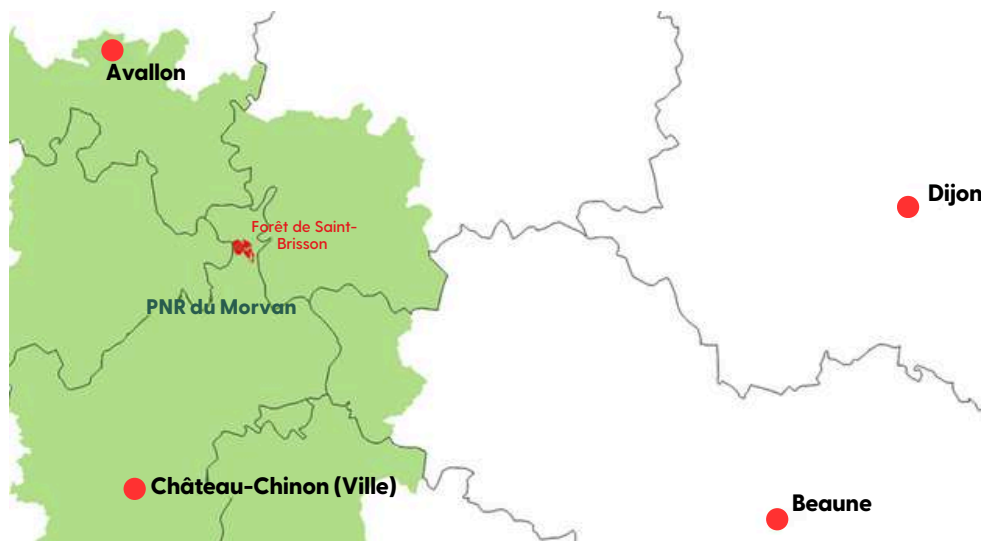 Avallon
Dijon
Forêt de Saint-
Brisson
PNR du Morvan
Château-Chinon (Ville)
Beaune